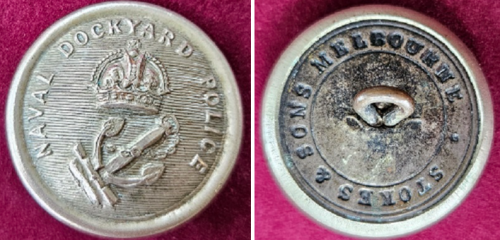 NAVAL DOCKYARD POLICE
STOKES & SONS MELBOURNE